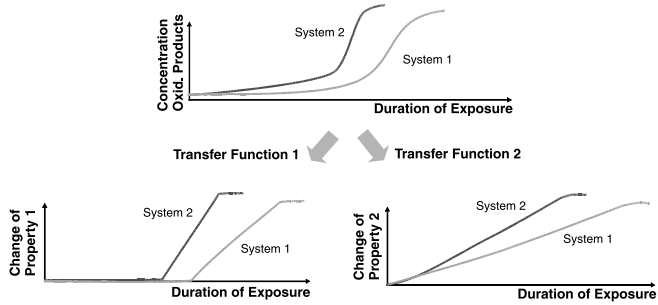 Concentration
Oxid. Products
System 2
System 1
Duration of Exposure
Transfer Function 1
Transfer Function 2
Change of
Property 1
System 2
System 1
Duration of Exposure
Change of
Property 2
System 2
System 1
Duration of Exposure